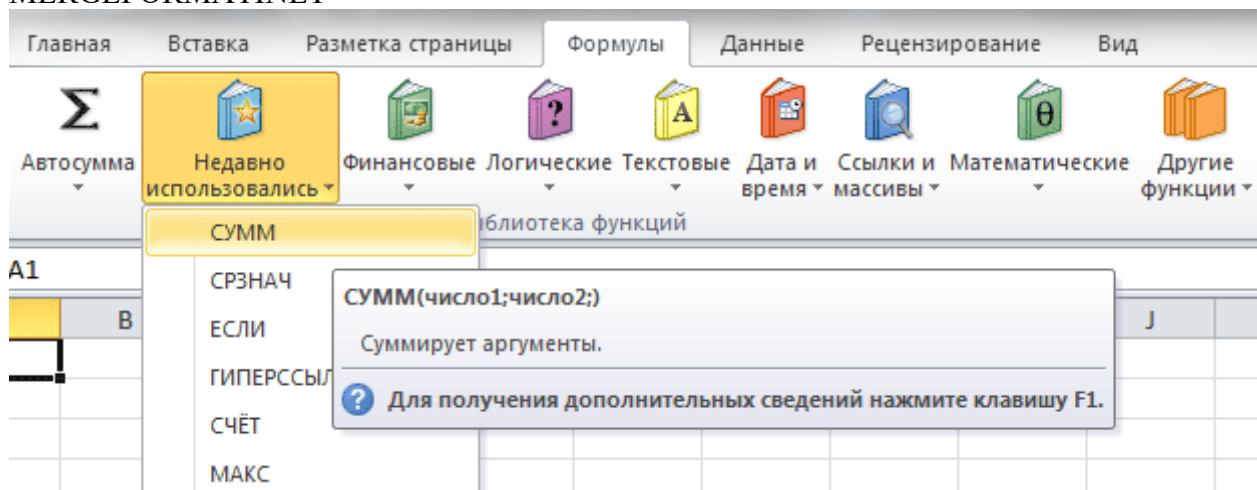 MERGEFORMATINET
Главная Вставка Разметка страницы Формулы Данные Рецензирование Вид
Σ ? A θ
Автосумма Недавно использовались Финансовые Логические Текстовые Дата и время Ссылки и массивы Математические Другие функции
иблиотека функций
СУММ
A1
СРЗНАЧ
СУММ(число1;число2;)
B J
ЕСЛИ
Суммирует аргументы.
ГИПЕРССЫЛ
? Для получения дополнительных сведений нажмите клавишу F1.
СЧЁТ
МАКС